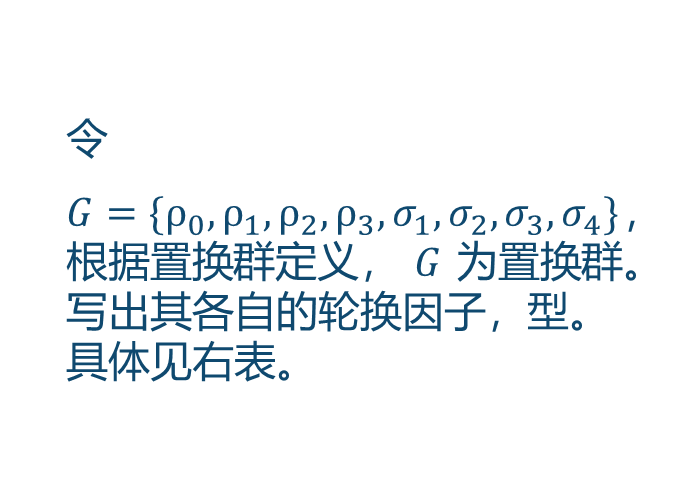 令
G = {ρ₀, ρ₁, ρ₂, ρ₃, σ₁, σ₂, σ₃, σ₄}，
根据置换群定义， G 为置换群。
写出其各自的轮换因子，型。
具体见右表。